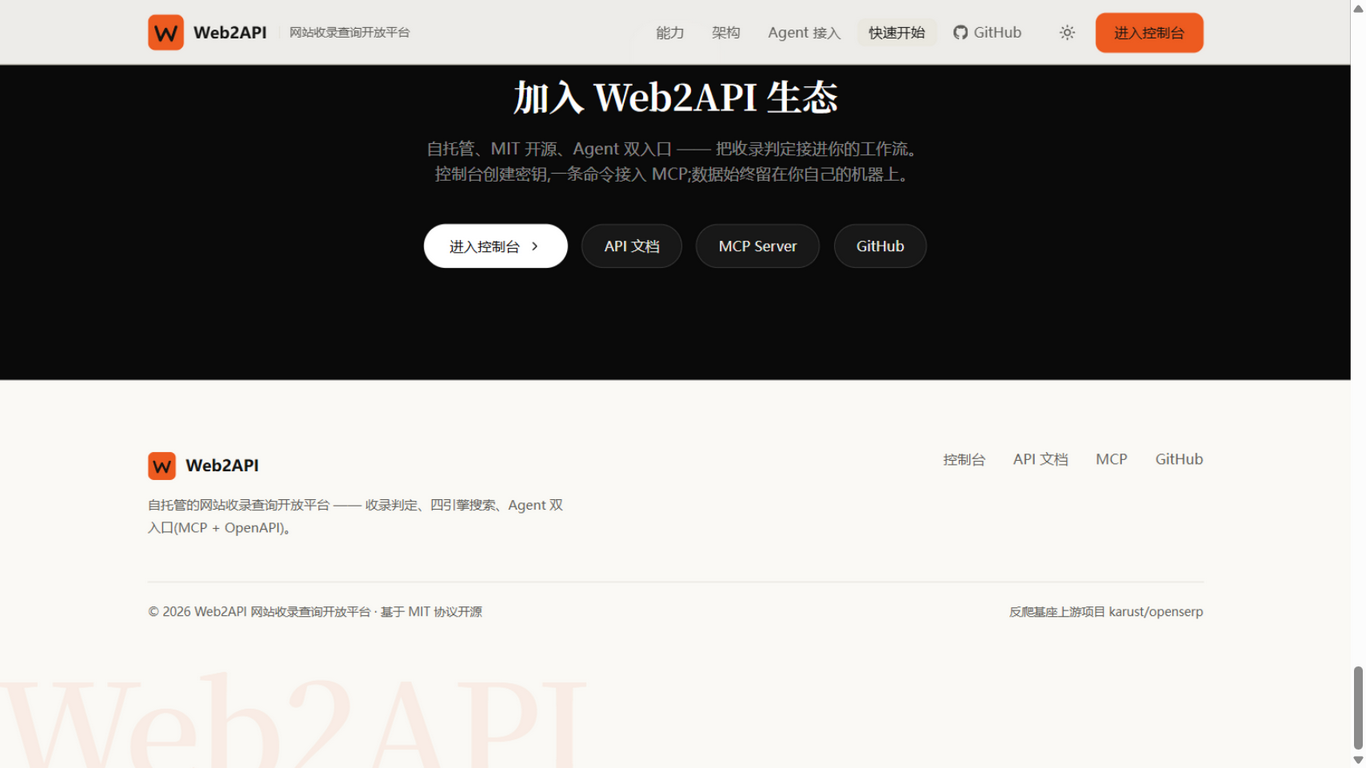 W Web2API 网站收录查询开放平台 能力 架构 Agent 接入 快速开始 GitHub 进入控制台
加入 Web2API 生态
自托管、MIT 开源、Agent 双入口 —— 把收录判定接进你的工作流。
控制台创建密钥,一条命令接入 MCP;数据始终留在你自己的机器上。
进入控制台 API 文档 MCP Server GitHub
W Web2API
控制台 API 文档 MCP GitHub
自托管的网站收录查询开放平台 —— 收录判定、四引擎搜索、Agent 双
入口(MCP + OpenAPI)。
© 2026 Web2API 网站收录查询开放平台 · 基于 MIT 协议开源
反爬基座上游项目 karust/openserp
Web2API